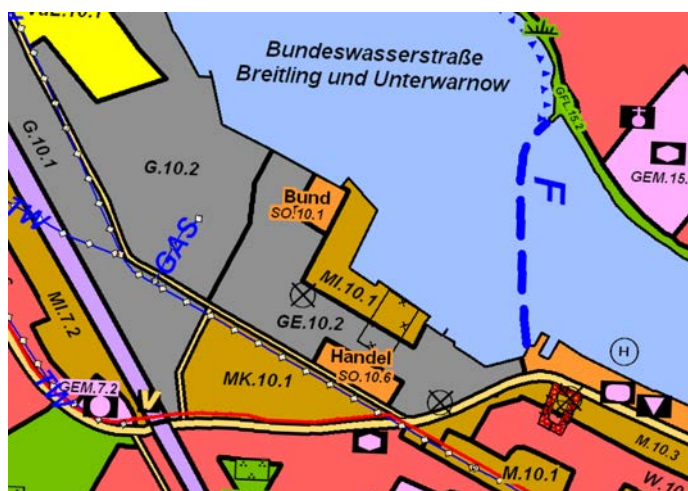 Bundeswasserstraße
Breitling und Unterwarnow
GFL.15.2
F
GEM.15.
G.10.1
G.10.2
Bund
SO.10.1
TW
GAS
MI.10.1
MI.7.2
GE.10.2
H
Handel
SO.10.6
MK.10.1
GEM.7.2
TW
IV
M.10.3
M.10.1
W.10